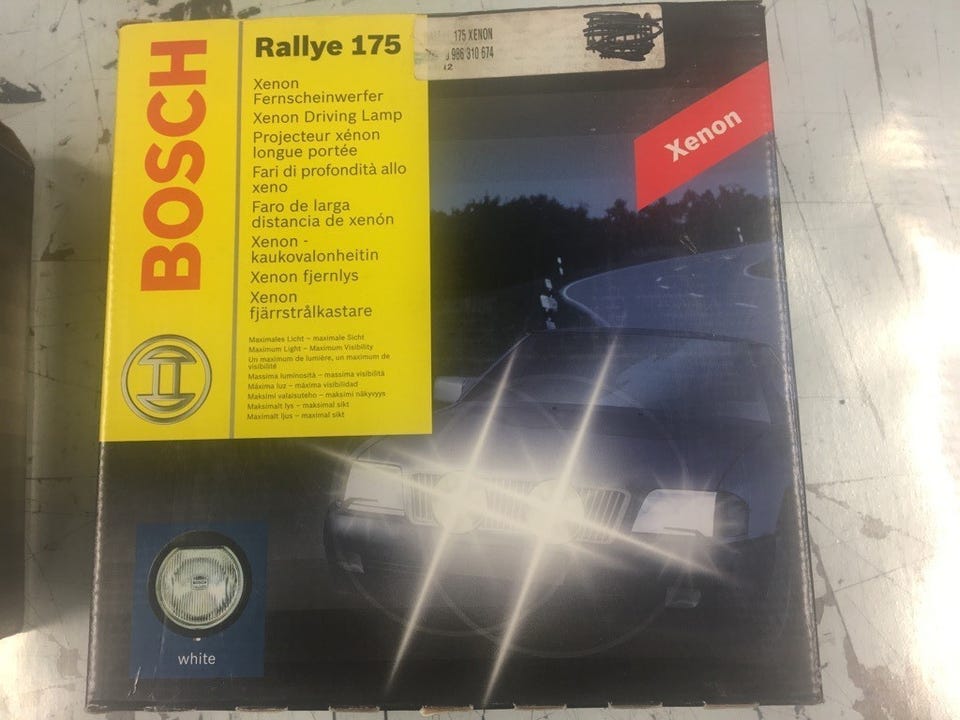 BOSCH
Rallye 175
Xenon
Fernscheinwerfer
Xenon Driving Lamp
Projecteur xénon
longue portée
Fari di profondità allo
xeno
Faro de larga
distancia de xenón
Xenon -
kaukovalonheitin
Xenon fjernlys
Xenon
fjärrstrålkastare
Maximales Licht – maximale Sicht
Maximum Light – Maximum Visibility
Un maximum de lumière, un maximum de
visibilité
Massima luminosità – massima visibilità
Máxima luz – máxima visibilidad
Maksimi valaisuteho – maksimi näkyvyys
Maksimalt lys – maksimal sikt
Maximalt ljus – maximal sikt
175 XENON
986 310 674
Xenon
BOSCH
white